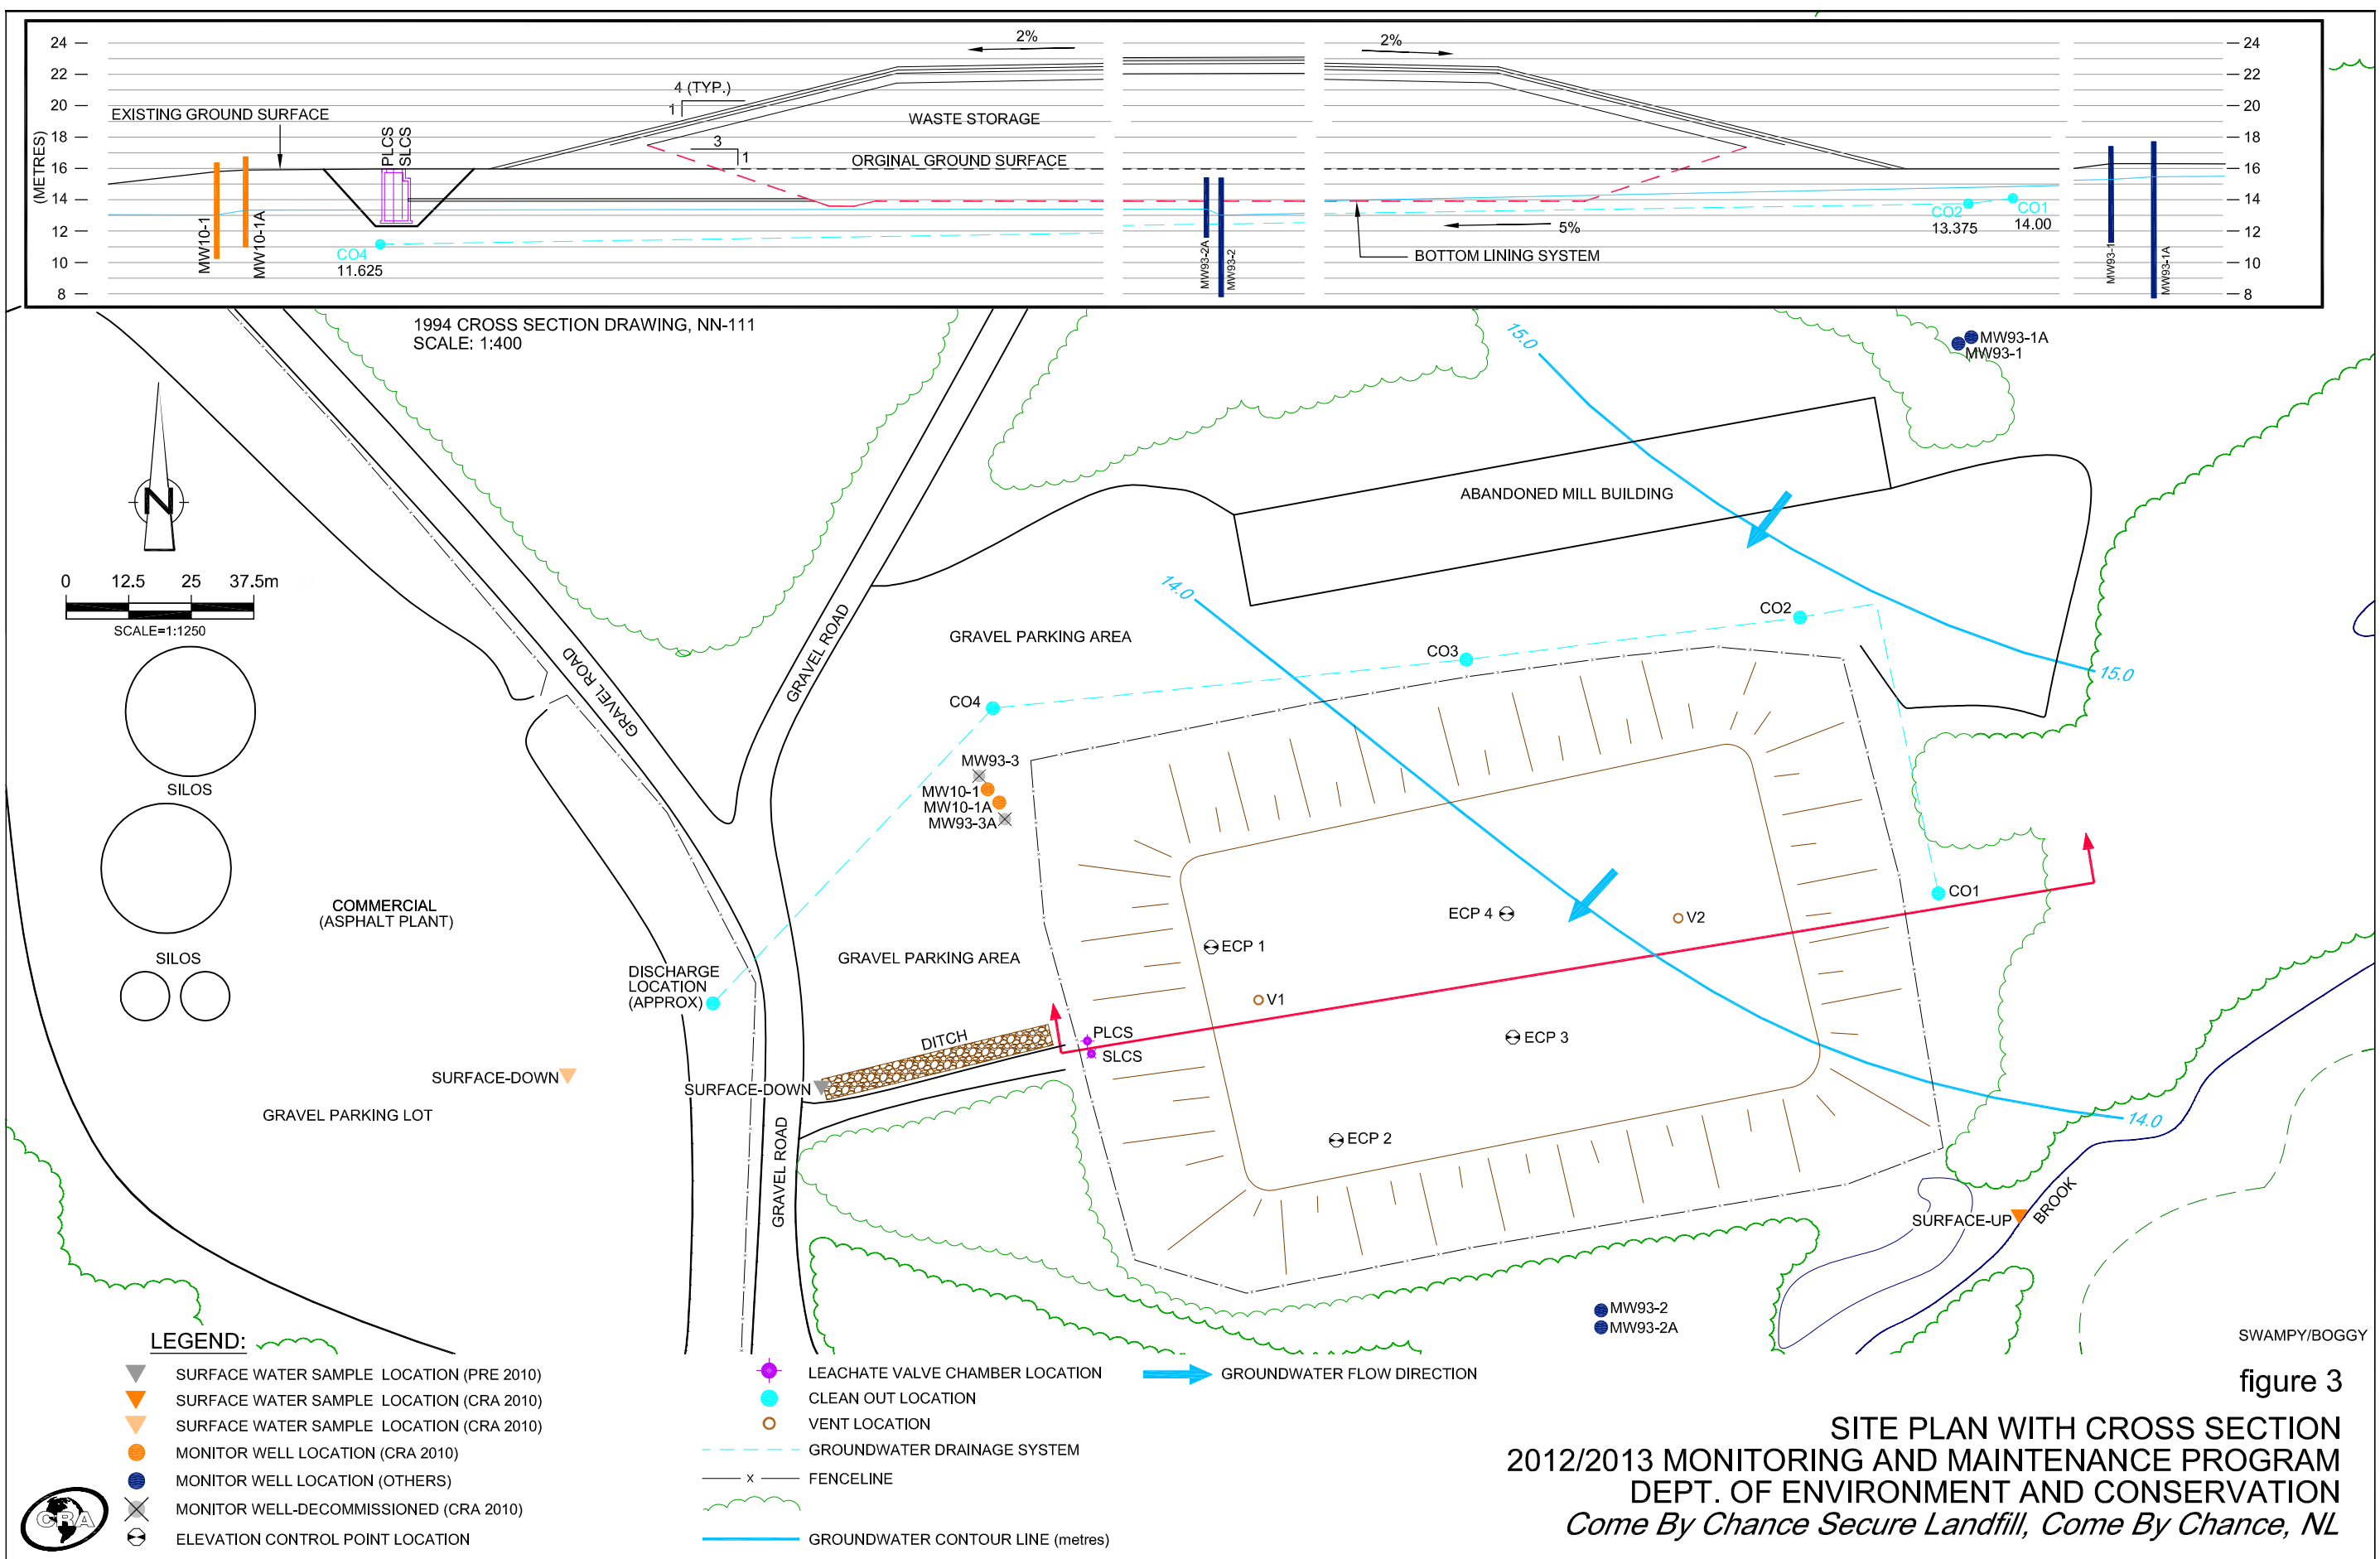 2%
2%
24
24
22
22
4 (TYP.)
1
20
20
EXISTING GROUND SURFACE
WASTE STORAGE
18
18
PLCS
SLCS
3
1
ORGINAL GROUND SURFACE
16
16
(METRES)
14
14
MW10-1
MW10-1A
CO4
11.625
12
12
MW93-2A
MW93-2
5%
BOTTOM LINING SYSTEM
CO2
13.375
CO1
14.00
MW93-1
MW93-1A
10
10
8
8
1994 CROSS SECTION DRAWING, NN-111
SCALE: 1:400
15.0
MW93-1A
MW93-1
N
ABANDONED MILL BUILDING
0 12.5 25 37.5m
SCALE=1:1250
14.0
GRAVEL PARKING AREA
CO2
CO3
15.0
GRAVEL ROAD
GRAVEL ROAD
CO4
SILOS
MW93-3
MW10-1
MW10-1A
MW93-3A
COMMERCIAL
(ASPHALT PLANT)
CO1
ECP 4
V2
ECP 1
SILOS
GRAVEL PARKING AREA
DISCHARGE
LOCATION
(APPROX)
V1
DITCH
PLCS
SLCS
ECP 3
SURFACE-DOWN
SURFACE-DOWN
GRAVEL PARKING LOT
14.0
GRAVEL ROAD
ECP 2
SURFACE-UP
BROOK
MW93-2
MW93-2A
SWAMPY/BOGGY
LEGEND:
SURFACE WATER SAMPLE LOCATION (PRE 2010)
SURFACE WATER SAMPLE LOCATION (CRA 2010)
SURFACE WATER SAMPLE LOCATION (CRA 2010)
MONITOR WELL LOCATION (CRA 2010)
MONITOR WELL LOCATION (OTHERS)
MONITOR WELL-DECOMMISSIONED (CRA 2010)
ELEVATION CONTROL POINT LOCATION
LEACHATE VALVE CHAMBER LOCATION
CLEAN OUT LOCATION
VENT LOCATION
GROUNDWATER DRAINAGE SYSTEM
x FENCELINE
GROUNDWATER CONTOUR LINE (metres)
GROUNDWATER FLOW DIRECTION
CRA
figure 3
SITE PLAN WITH CROSS SECTION
2012/2013 MONITORING AND MAINTENANCE PROGRAM
DEPT. OF ENVIRONMENT AND CONSERVATION
Come By Chance Secure Landfill, Come By Chance, NL